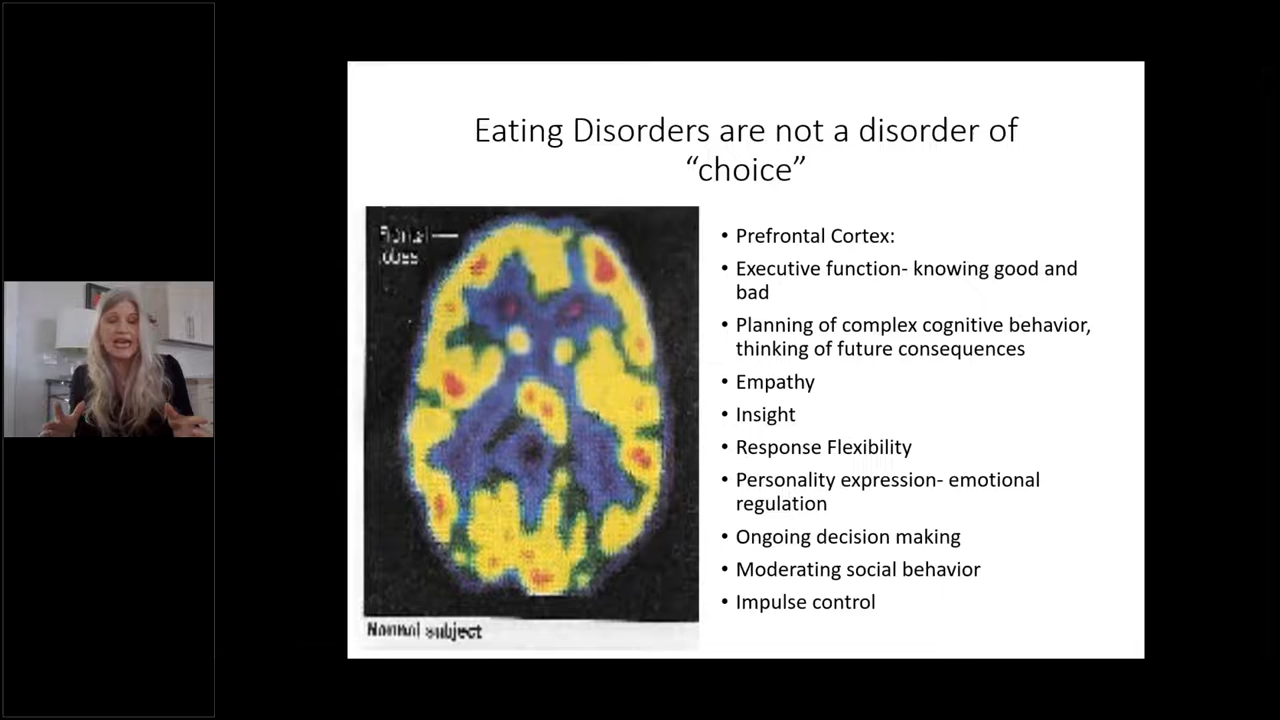 Eating Disorders are not a disorder of
“choice”
Frontal
lobes
• Prefrontal Cortex:
• Executive function- knowing good and
bad
• Planning of complex cognitive behavior,
thinking of future consequences
• Empathy
• Insight
• Response Flexibility
• Personality expression- emotional
regulation
• Ongoing decision making
• Moderating social behavior
• Impulse control
Normal subject